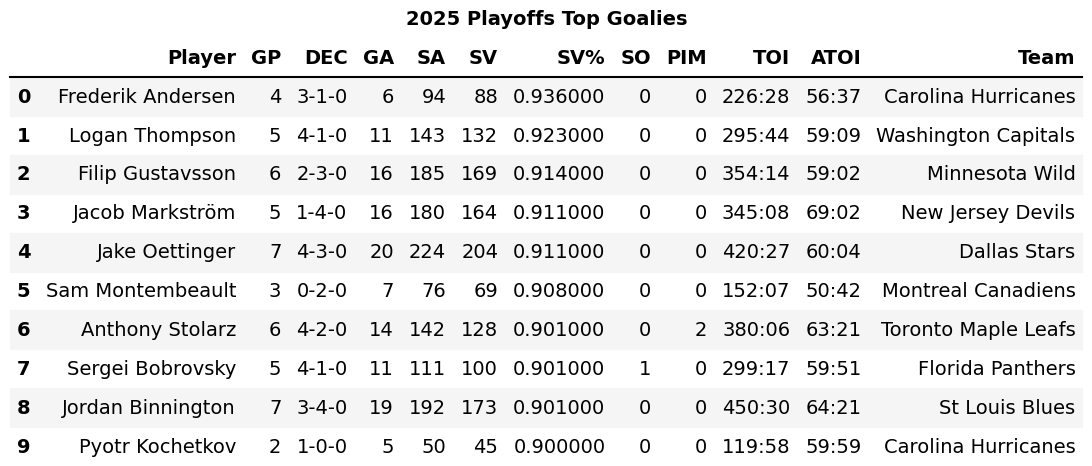 2025 Playoffs Top Goalies
Player GP DEC GA SA SV SV% SO PIM TOI ATOI Team
0 Frederik Andersen 4 3-1-0 6 94 88 0.936000 0 0 226:28 56:37 Carolina Hurricanes
1 Logan Thompson 5 4-1-0 11 143 132 0.923000 0 0 295:44 59:09 Washington Capitals
2 Filip Gustavsson 6 2-3-0 16 185 169 0.914000 0 0 354:14 59:02 Minnesota Wild
3 Jacob Markström 5 1-4-0 16 180 164 0.911000 0 0 345:08 69:02 New Jersey Devils
4 Jake Oettinger 7 4-3-0 20 224 204 0.911000 0 0 420:27 60:04 Dallas Stars
5 Sam Montembeault 3 0-2-0 7 76 69 0.908000 0 0 152:07 50:42 Montreal Canadiens
6 Anthony Stolarz 6 4-2-0 14 142 128 0.901000 0 2 380:06 63:21 Toronto Maple Leafs
7 Sergei Bobrovsky 5 4-1-0 11 111 100 0.901000 1 0 299:17 59:51 Florida Panthers
8 Jordan Binnington 7 3-4-0 19 192 173 0.901000 0 0 450:30 64:21 St Louis Blues
9 Pyotr Kochetkov 2 1-0-0 5 50 45 0.900000 0 0 119:58 59:59 Carolina Hurricanes